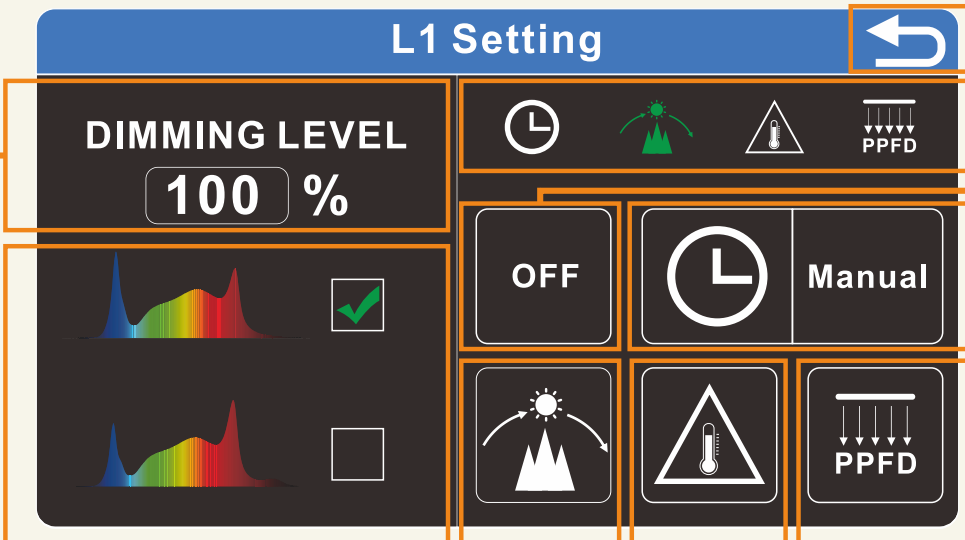 L1 Setting
DIMMING LEVEL
100 %
PPFD
OFF
Manual
PPFD